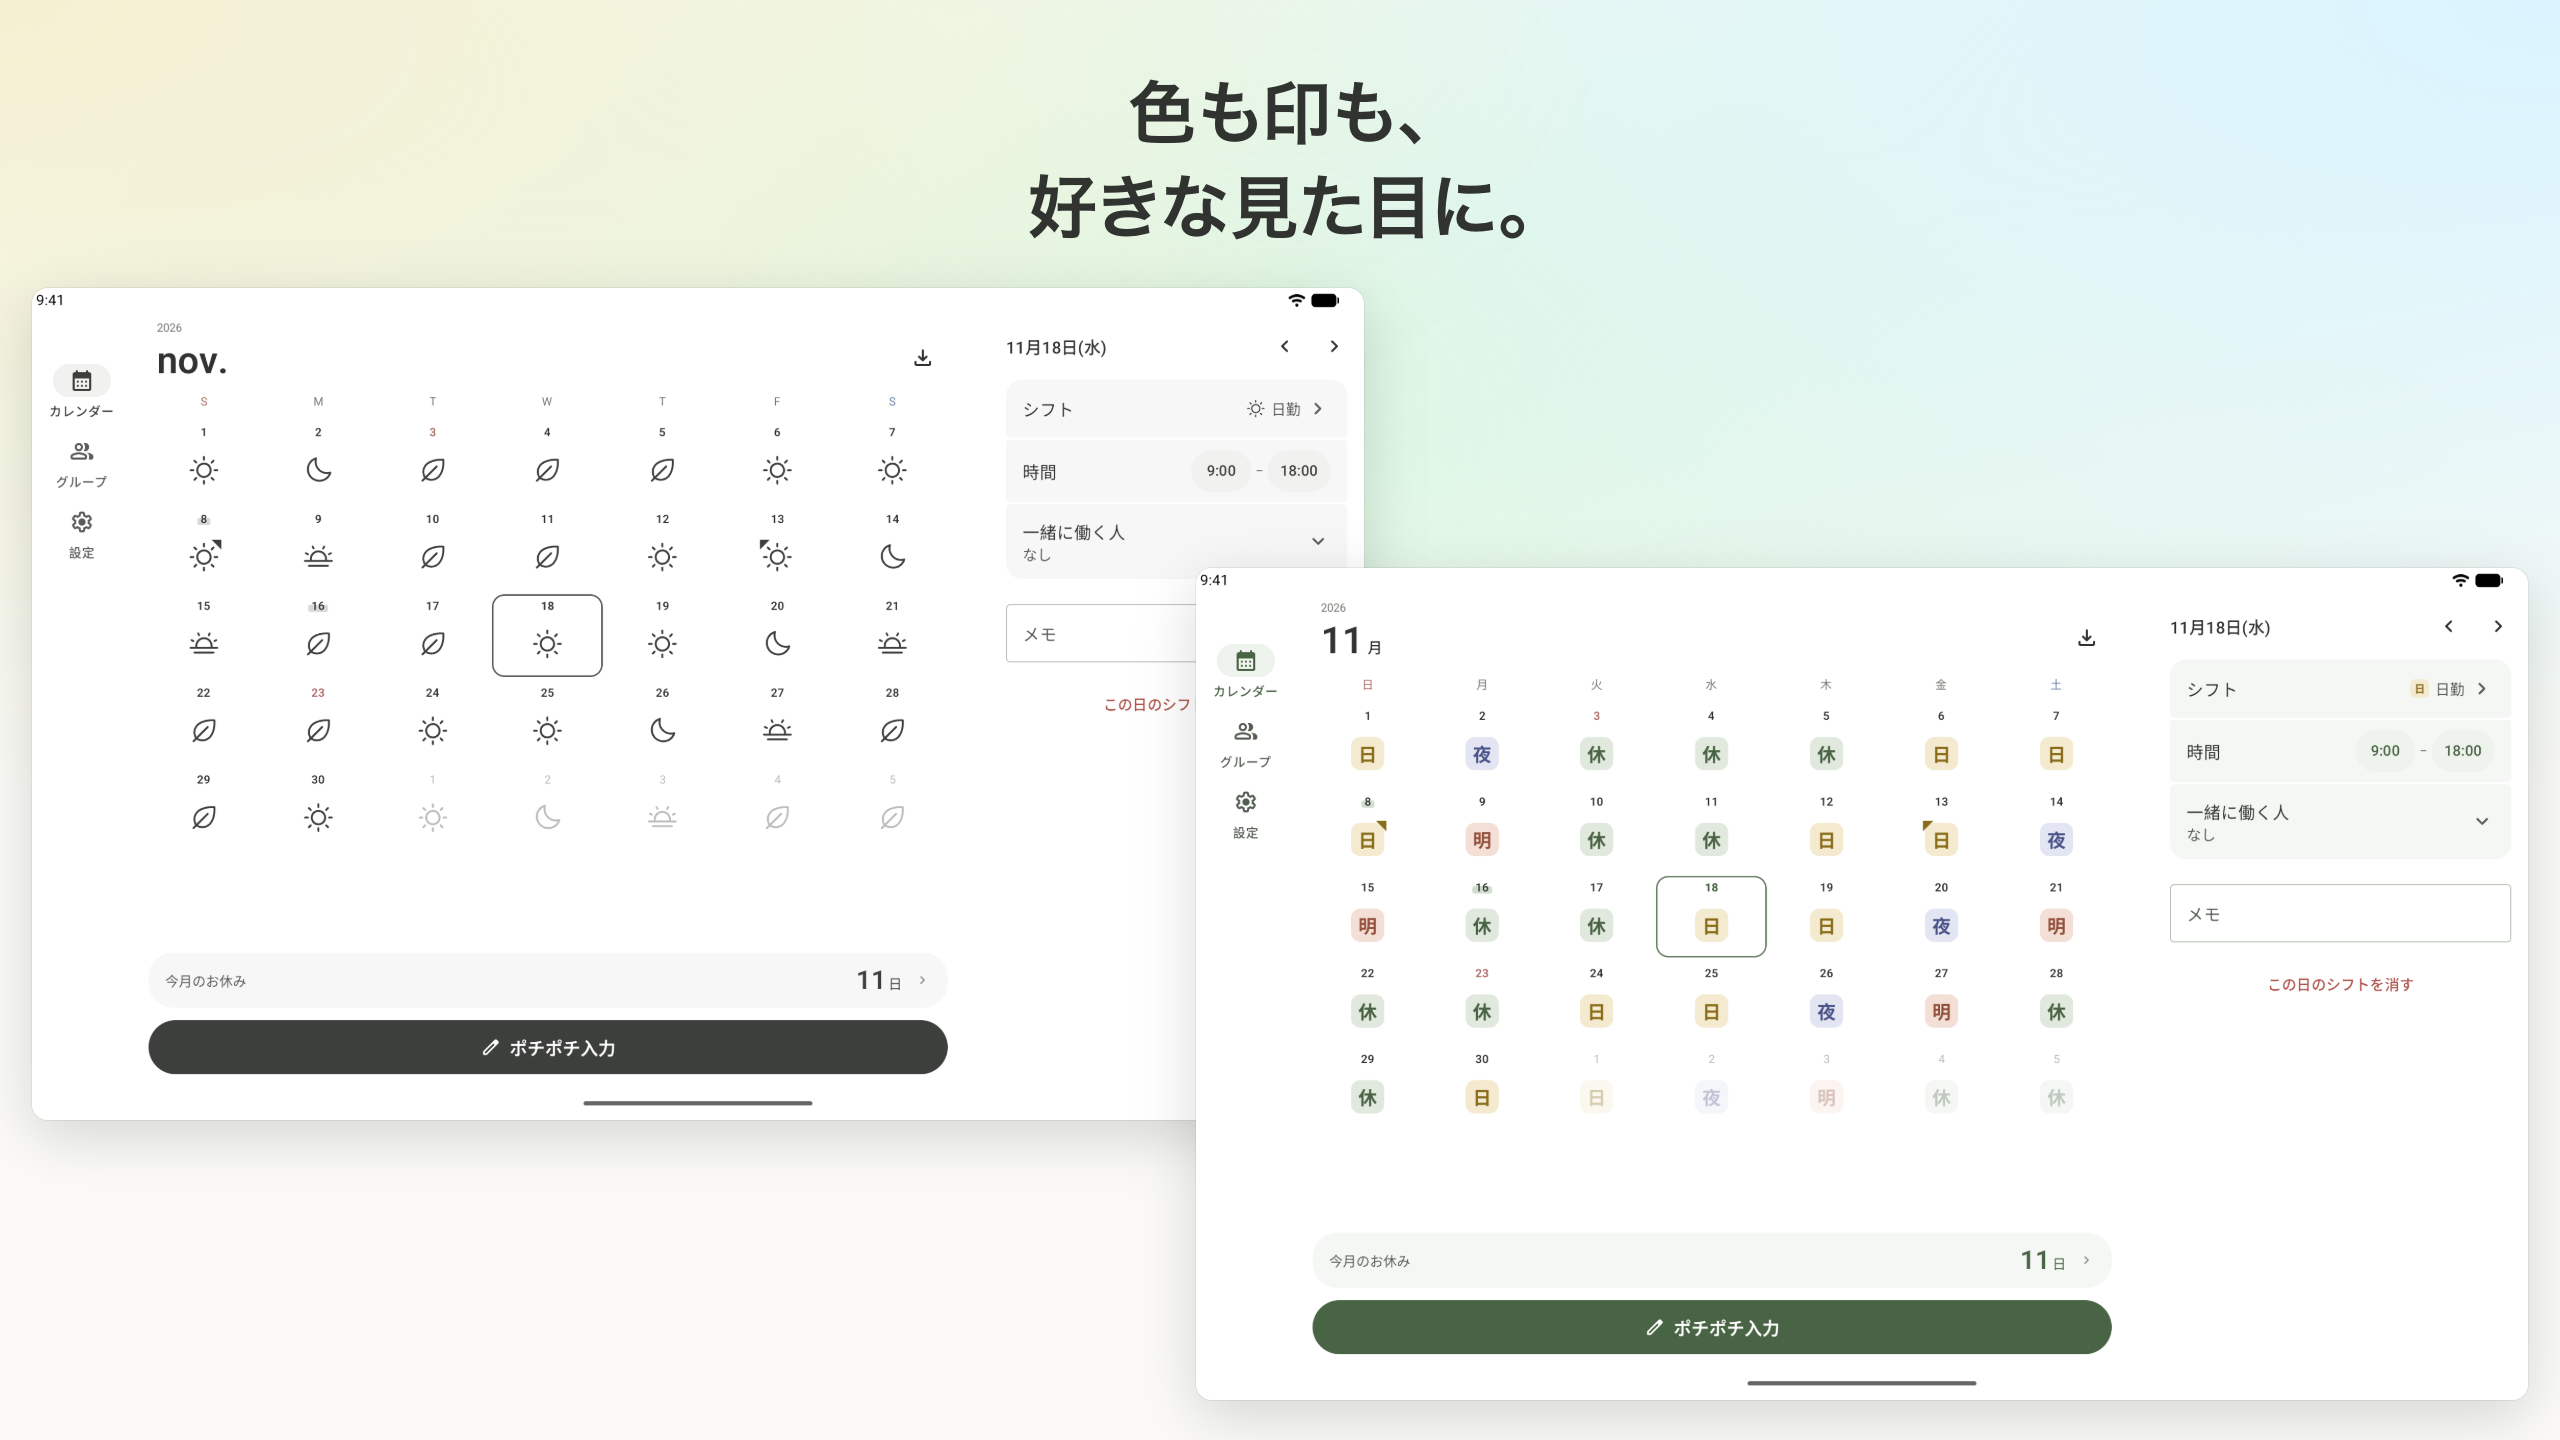 色も印も、
好きな見た目に。
9:41
2026
nov.
カレンダー
グループ
設定
S M T W T F S
1 2 3 4 5 6 7
8 9 10 11 12 13 14
15 16 17 18 19 20 21
22 23 24 25 26 27 28
29 30 1 2 3 4 5
今月のお休み 11日
ポチポチ入力
11月18日(水)
シフト 日勤
時間 9:00 – 18:00
一緒に働く人
なし
メモ
この日のシフ
9:41
2026
11月
カレンダー
グループ
設定
日 月 火 水 木 金 土
1 2 3 4 5 6 7
日 夜 休 休 休 日 日
8 9 10 11 12 13 14
日 明 休 休 日 日 夜
15 16 17 18 19 20 21
明 休 休 日 日 夜 明
22 23 24 25 26 27 28
休 休 日 日 夜 明 休
29 30 1 2 3 4 5
休 日 日 夜 明 休 休
今月のお休み 11日
ポチポチ入力
11月18日(水)
シフト 日 日勤
時間 9:00 – 18:00
一緒に働く人
なし
メモ
この日のシフトを消す